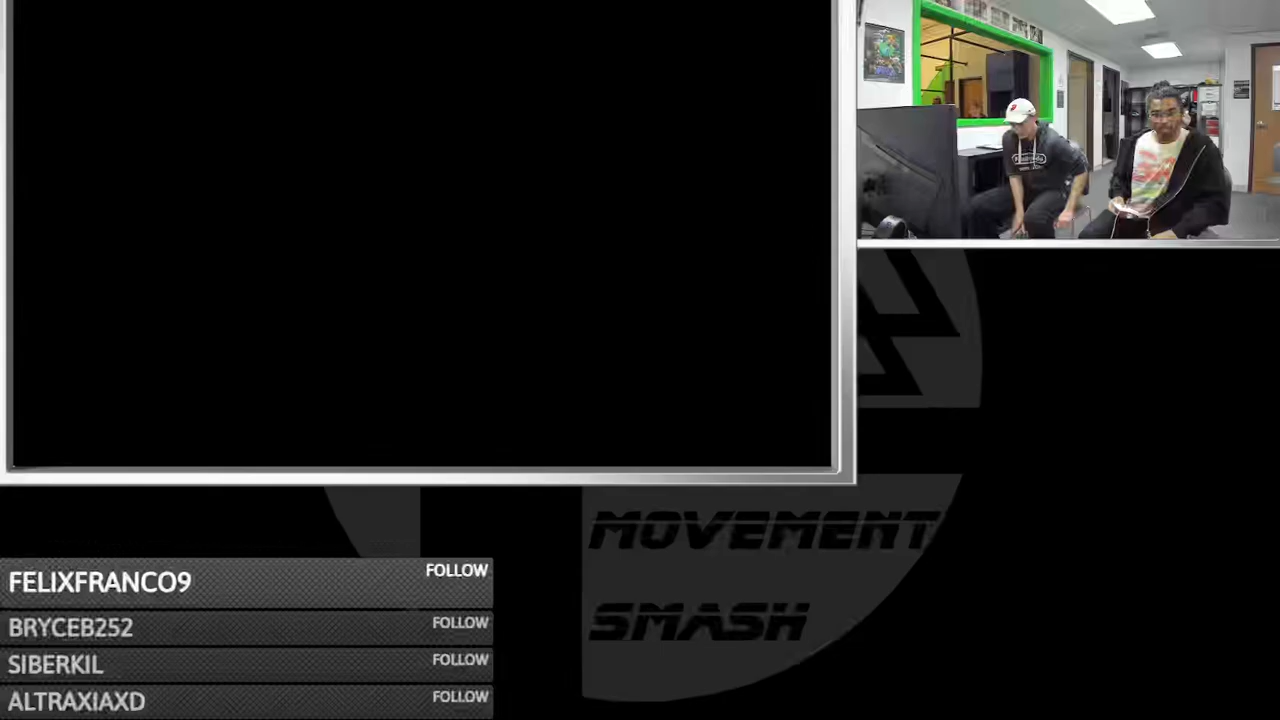 MOVEMENT
SMASH
FELIXFRANCO9 FOLLOW
BRYCEB252 FOLLOW
SIBERKIL FOLLOW
ALTRAXIAXD FOLLOW